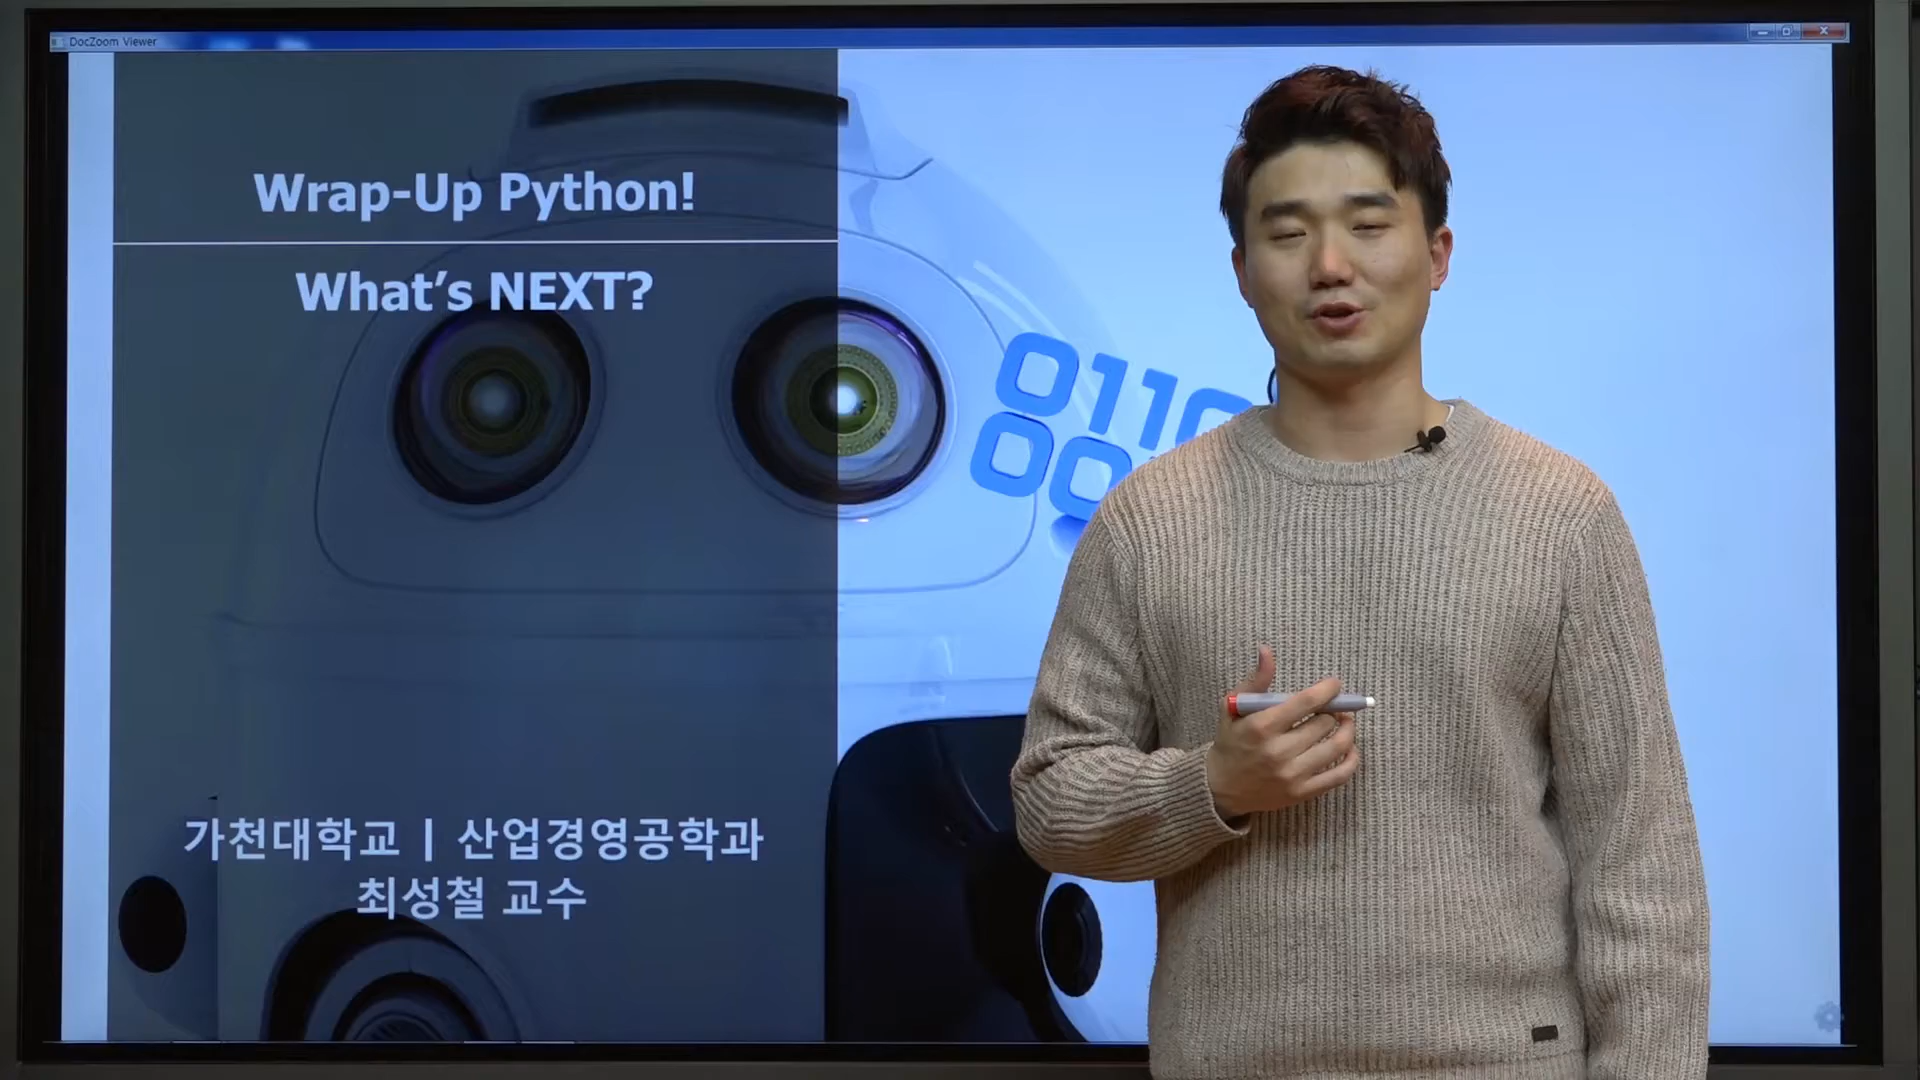 DocZoom Viewer
Wrap-Up Python!
What's NEXT?
0110
00
가천대학교 | 산업경영공학과
최성철 교수